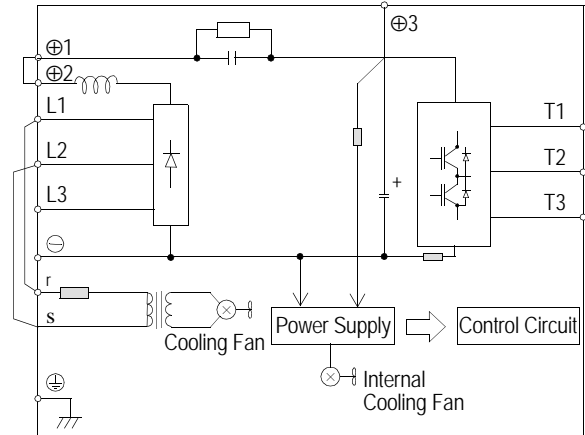 ⊕1
⊕3
⊕2
L1
L2
L3
⊖
T1
T2
T3
+
r
s
Cooling Fan
Power Supply
Control Circuit
Internal
Cooling Fan